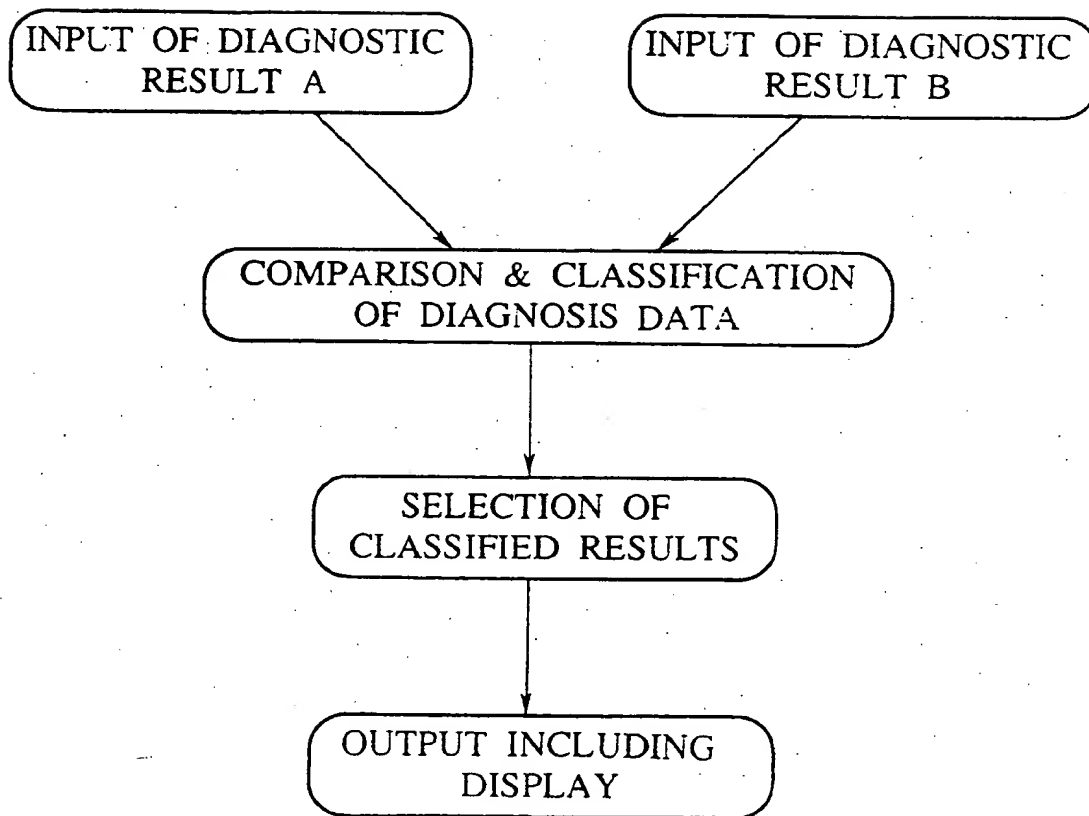 INPUT OF DIAGNOSTIC
RESULT A
INPUT OF DIAGNOSTIC
RESULT B
COMPARISON & CLASSIFICATION
OF DIAGNOSIS DATA
SELECTION OF
CLASSIFIED RESULTS
OUTPUT INCLUDING
DISPLAY